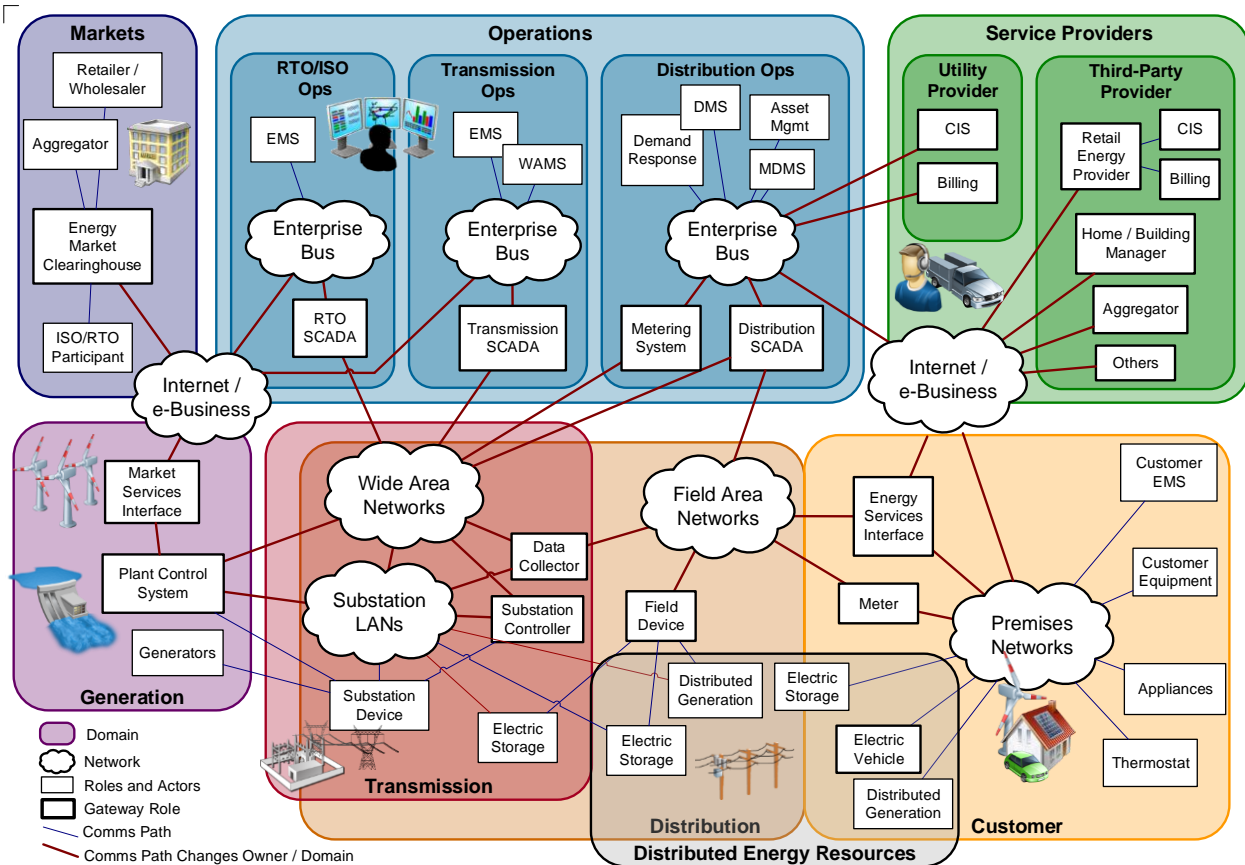 Markets
Retailer /
Wholesaler
Aggregator
Energy
Market
Clearinghouse
ISO/RTO
Participant
Operations
RTO/ISO
Ops
EMS
Enterprise
Bus
RTO
SCADA
Transmission
Ops
EMS
WAMS
Enterprise
Bus
Transmission
SCADA
Distribution Ops
DMS
Asset
Mgmt
Demand
Response
MDMS
Enterprise
Bus
Metering
System
Distribution
SCADA
Service Providers
Utility
Provider
CIS
Billing
Third-Party
Provider
Retail
Energy
Provider
CIS
Billing
Home / Building
Manager
Aggregator
Others
Internet /
e-Business
Internet /
e-Business
Market
Services
Interface
Plant Control
System
Generators
Generation
Wide Area
Networks
Substation
LANs
Data
Collector
Substation
Controller
Substation
Device
Electric
Storage
Transmission
Field Area
Networks
Field
Device
Distributed
Generation
Electric
Storage
Distribution
Energy
Services
Interface
Meter
Premises
Networks
Customer
EMS
Customer
Equipment
Appliances
Thermostat
Electric
Storage
Electric
Vehicle
Distributed
Generation
Customer
Distributed Energy Resources
Domain
Network
Roles and Actors
Gateway Role
Comms Path
Comms Path Changes Owner / Domain